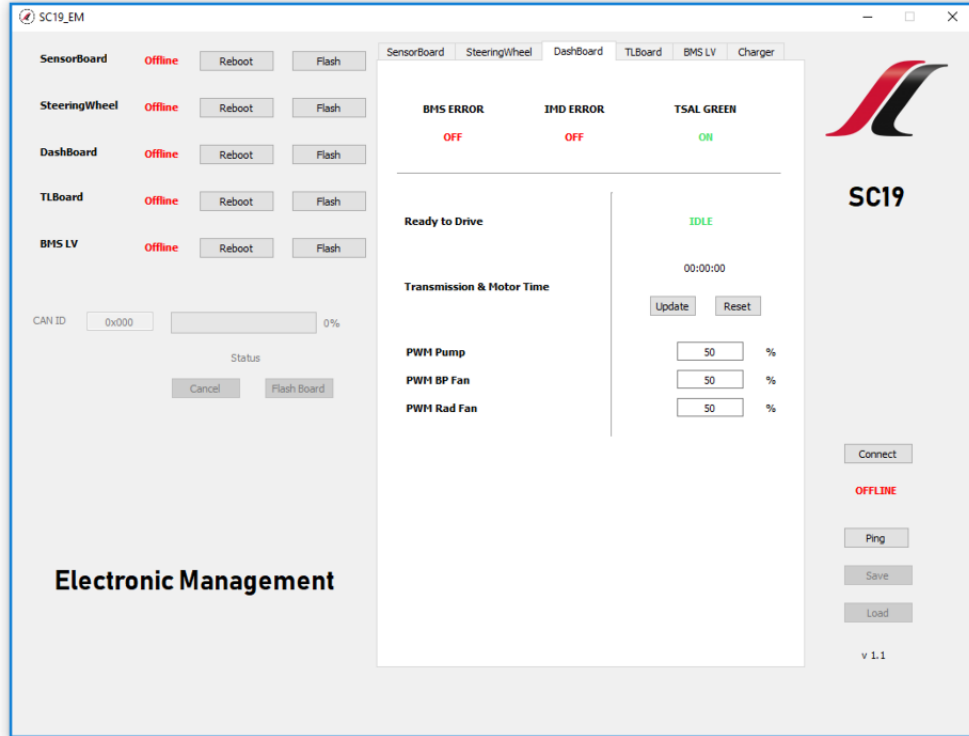 SC19_EM
SensorBoard Offline Reboot Flash
SteeringWheel Offline Reboot Flash
DashBoard Offline Reboot Flash
TLBoard Offline Reboot Flash
BMS LV Offline Reboot Flash
CAN ID 0x000 0%
Status
Cancel Flash Board
Electronic Management
SensorBoard SteeringWheel DashBoard TLBoard BMS LV Charger
BMS ERROR IMD ERROR TSAL GREEN
OFF OFF ON
Ready to Drive IDLE
00:00:00
Transmission & Motor Time
Update Reset
PWM Pump 50 %
PWM BP Fan 50 %
PWM Rad Fan 50 %
SC19
Connect
OFFLINE
Ping
Save
Load
v 1.1